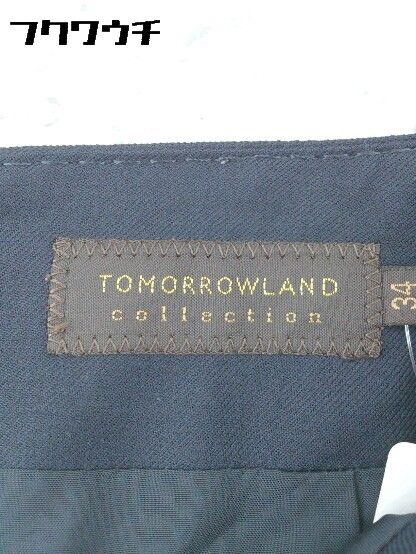 フクワウチ
TOMORROWLAND
collection
34